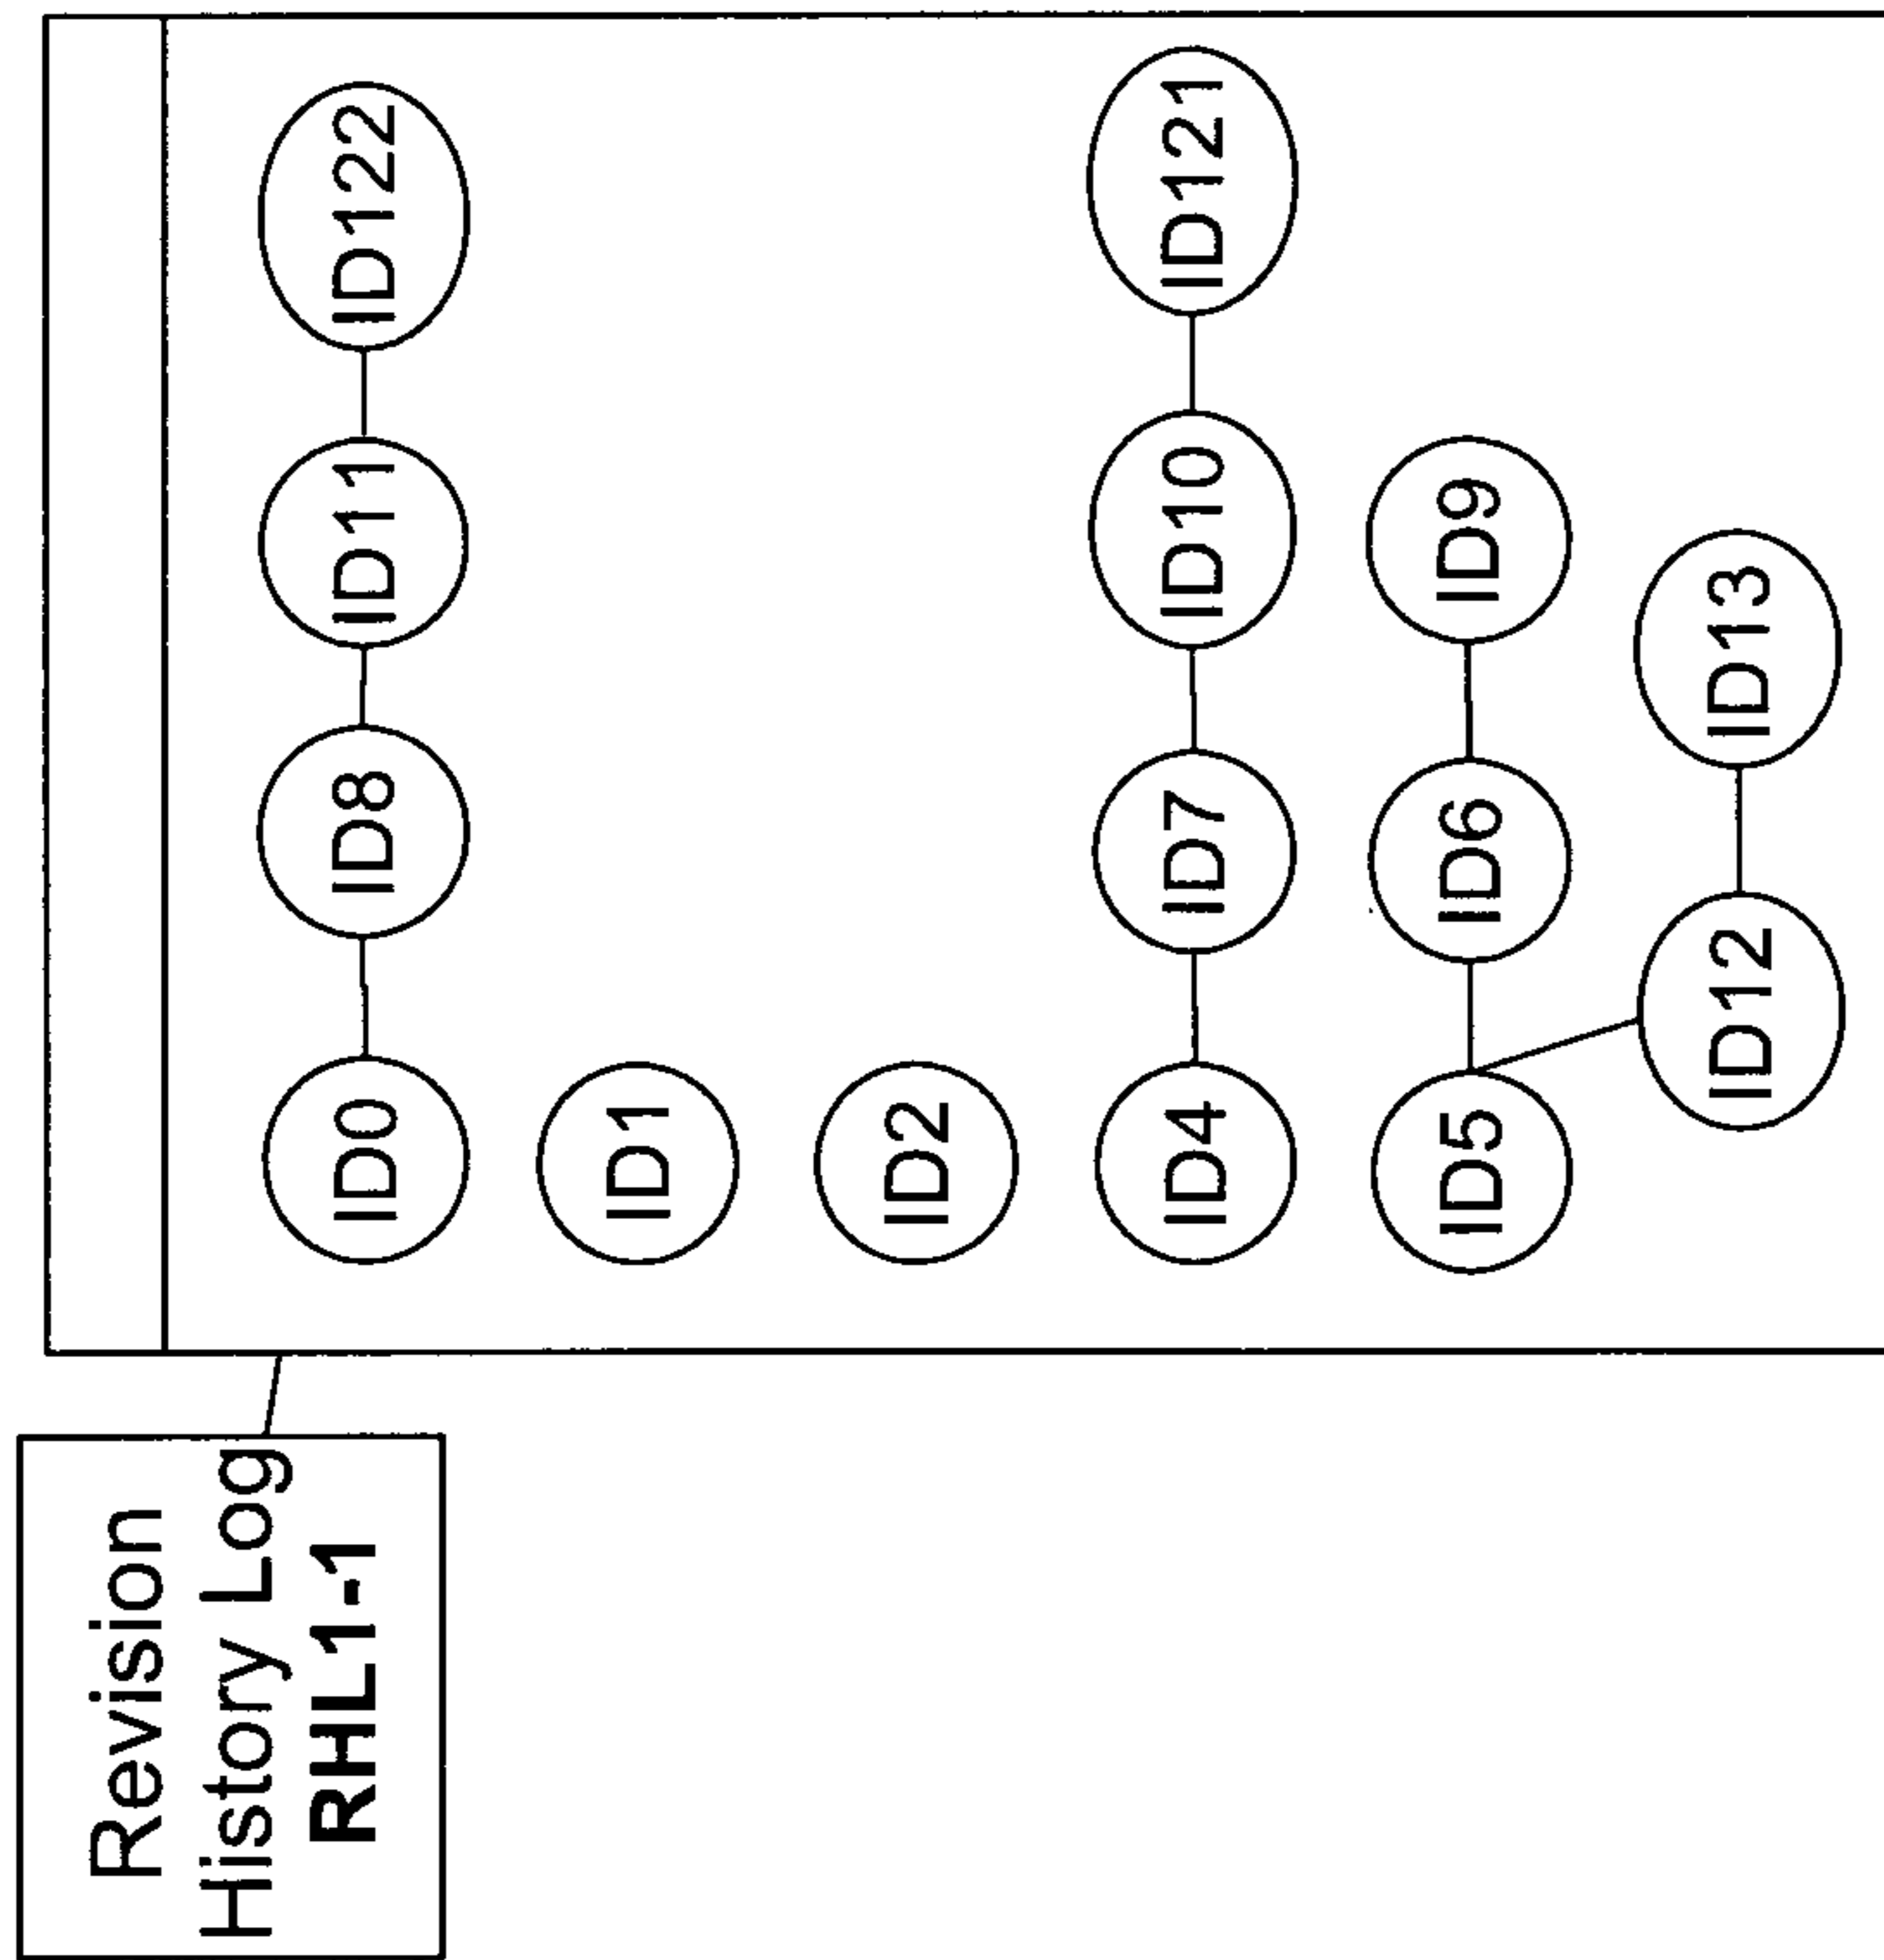 Revision
History Log
RHL1-1
ID0
ID8
ID11
ID122
ID1
ID2
ID4
ID7
ID10
ID121
ID5
ID6
ID9
ID12
ID13